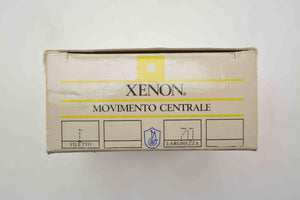 XENON®
MOVIMENTO CENTRALE
I 70
FILETTO LARGHEZZA